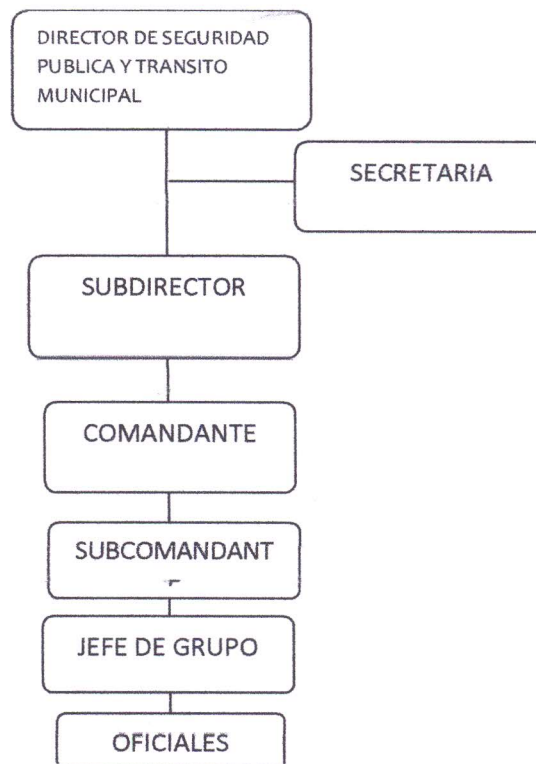 DIRECTOR DE SEGURIDAD
PUBLICA Y TRANSITO
MUNICIPAL
SECRETARIA
SUBDIRECTOR
COMANDANTE
SUBCOMANDANT
JEFE DE GRUPO
OFICIALES